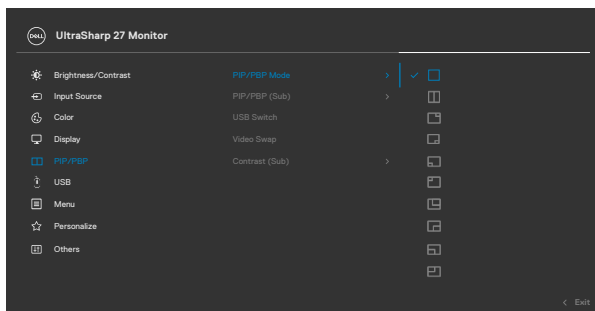 DELL
UltraSharp 27 Monitor
Brightness/Contrast
Input Source
Color
Display
PIP/PBP
USB
Menu
Personalize
Others
PIP/PBP Mode
PIP/PBP (Sub)
USB Switch
Video Swap
Contrast (Sub)
Exit